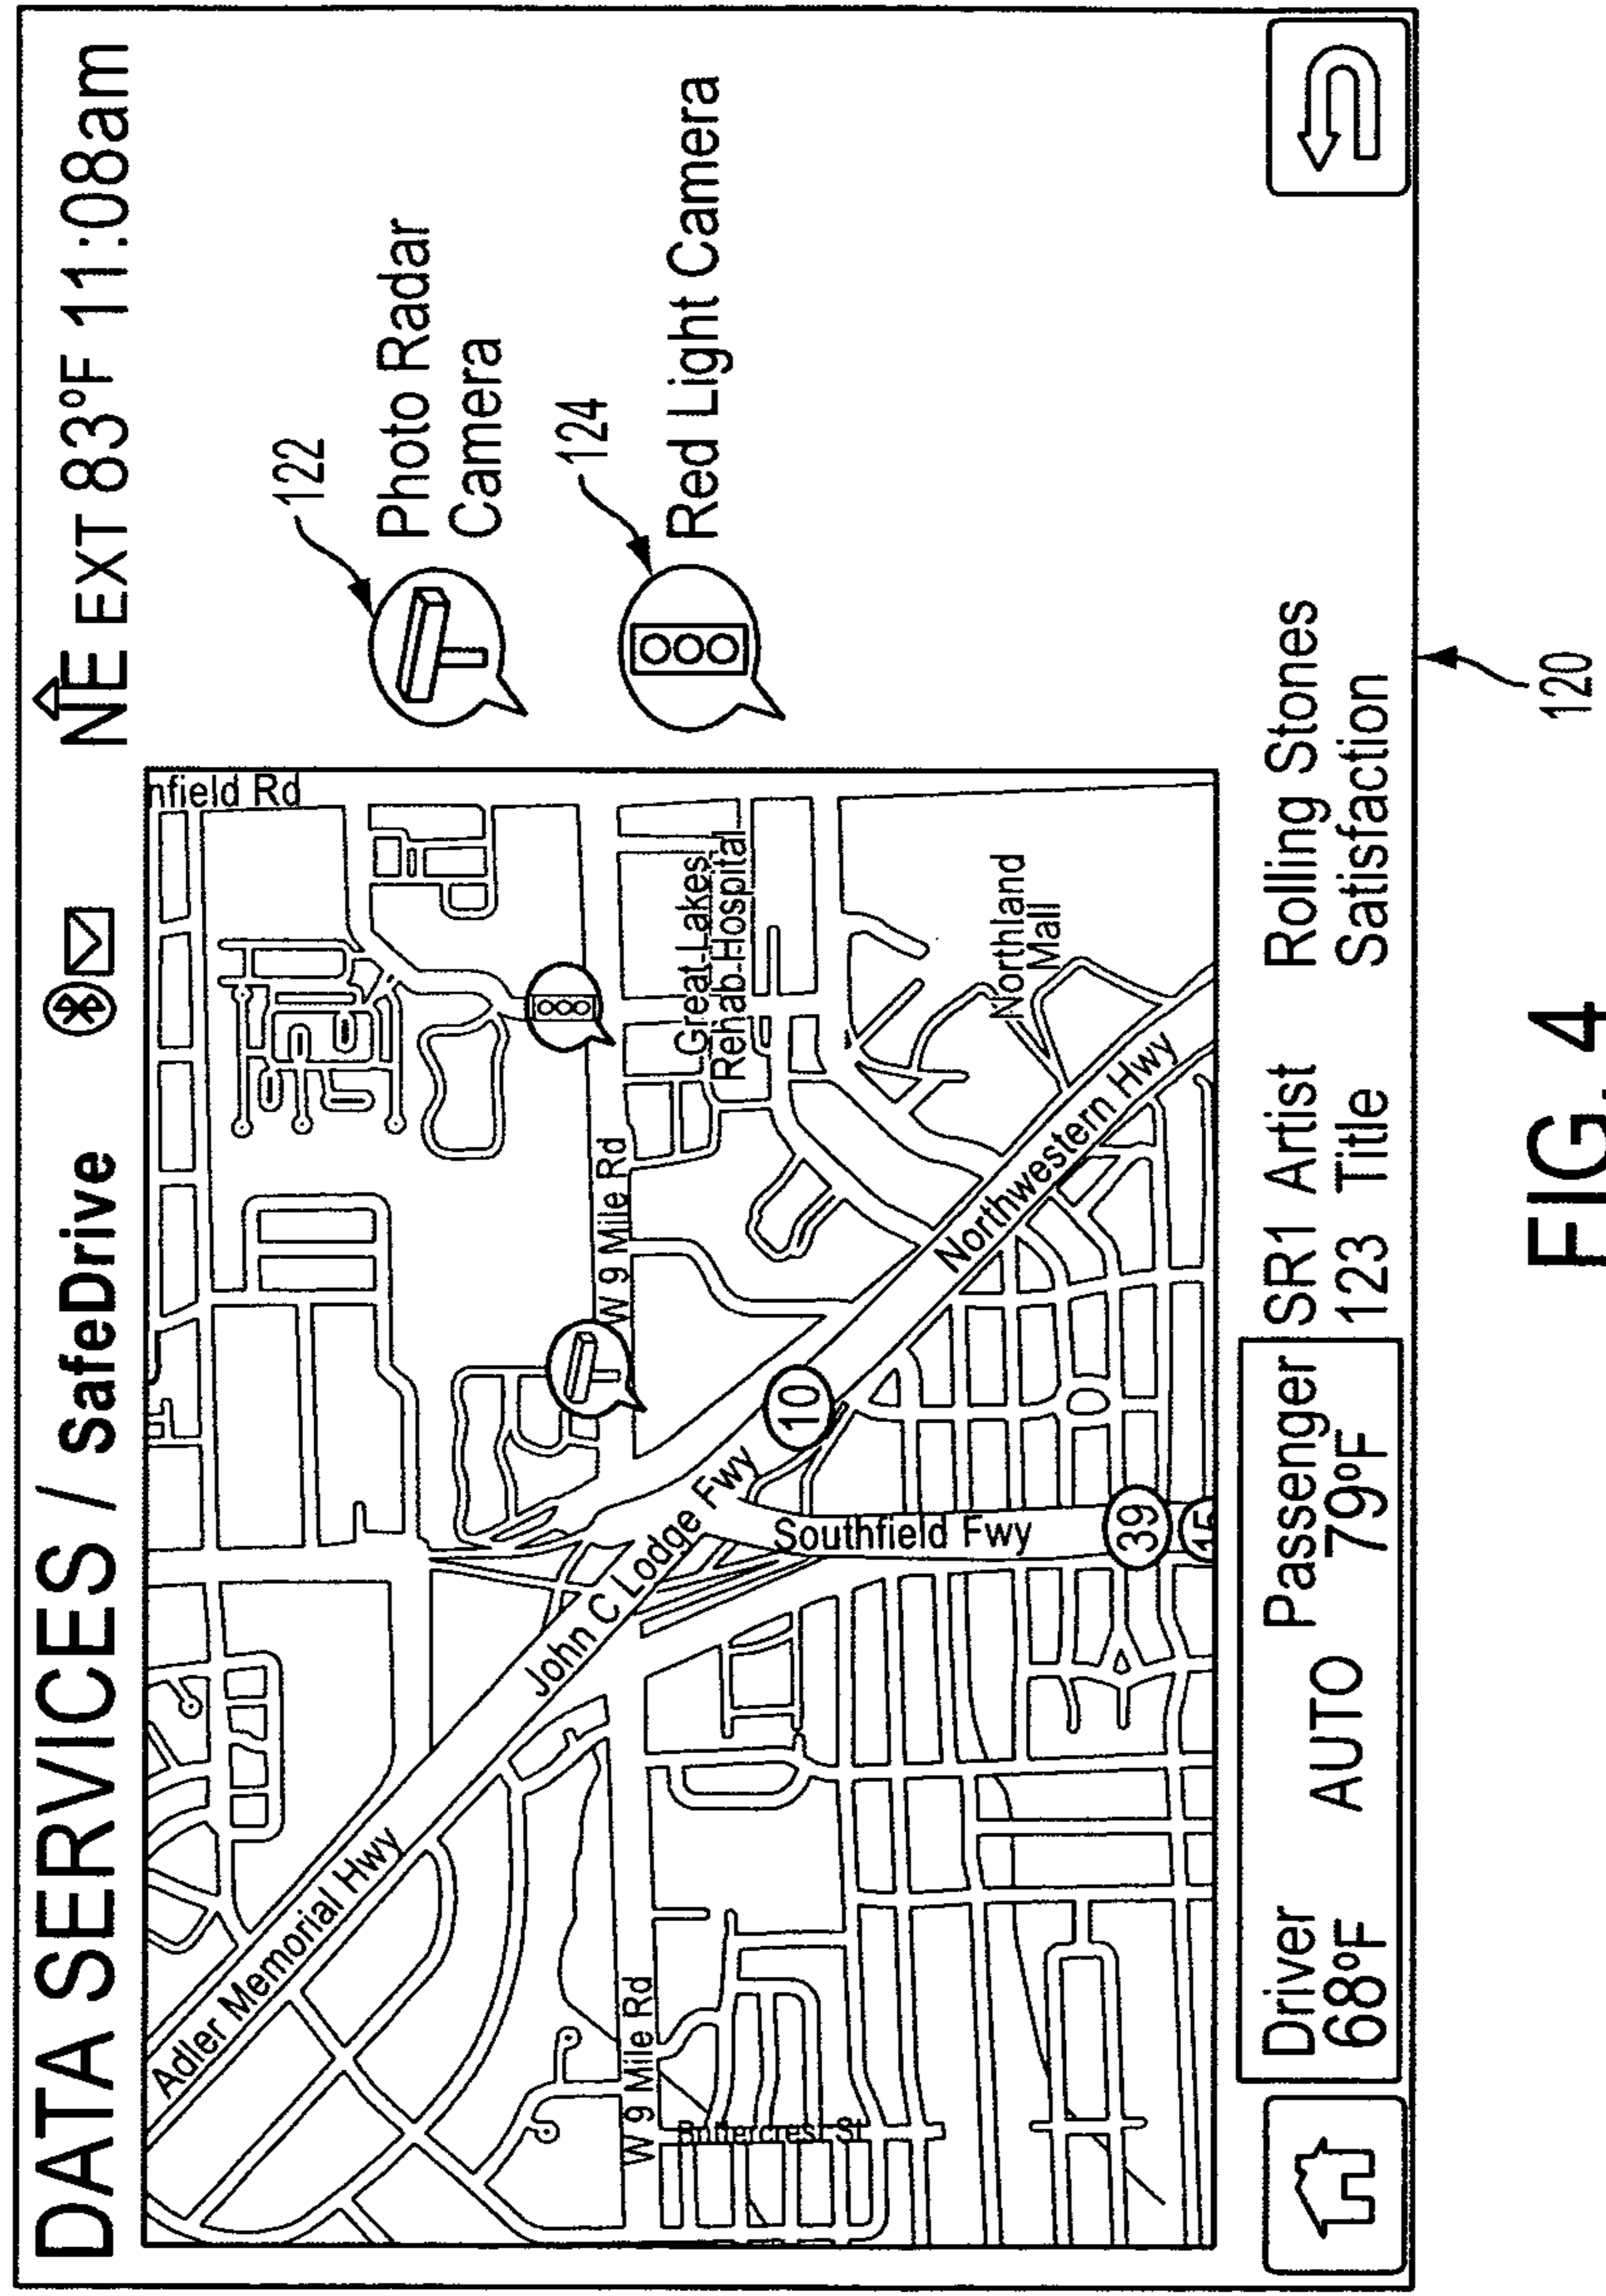 DATA SERVICES / SafeDrive
NE EXT 83°F 11:08am
nfield Rd
Adler Memorial Hwy
John C Lodge Fwy
W 9 Mile Rd
W 9 Mile Rd
Great Lakes
Rehab Hospital
Northland
Mall
10
Northwestern Hwy
Southfield Fwy
39
15
122
Photo Radar
Camera
124
Red Light Camera
Driver
68°F
AUTO
Passenger
79°F
SR1 Artist Rolling Stones
123 Title Satisfaction
120
FIG. 4